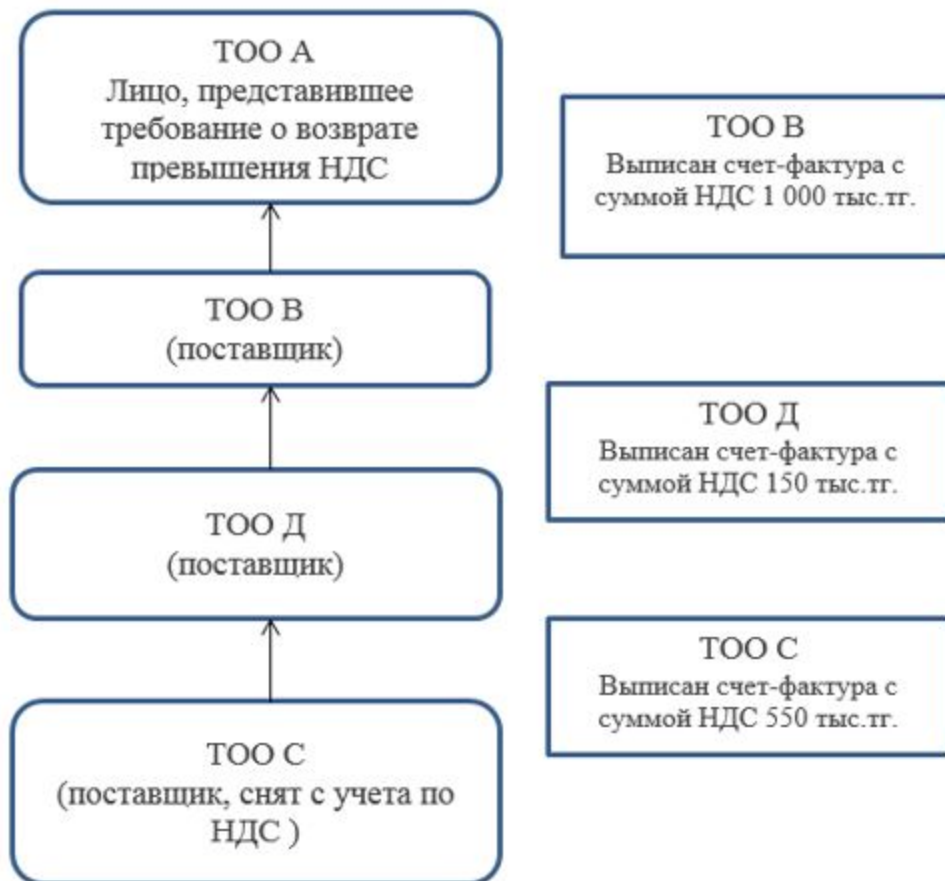 ТОО А
Лицо, представившее
требование о возврате
превышения НДС
ТОО В
Выписан счет-фактура с
суммой НДС 1 000 тыс.тг.
ТОО В
(поставщик)
ТОО Д
Выписан счет-фактура с
суммой НДС 150 тыс.тг.
ТОО Д
(поставщик)
ТОО С
Выписан счет-фактура с
суммой НДС 550 тыс.тг.
ТОО С
(поставщик, снят с учета по
НДС )